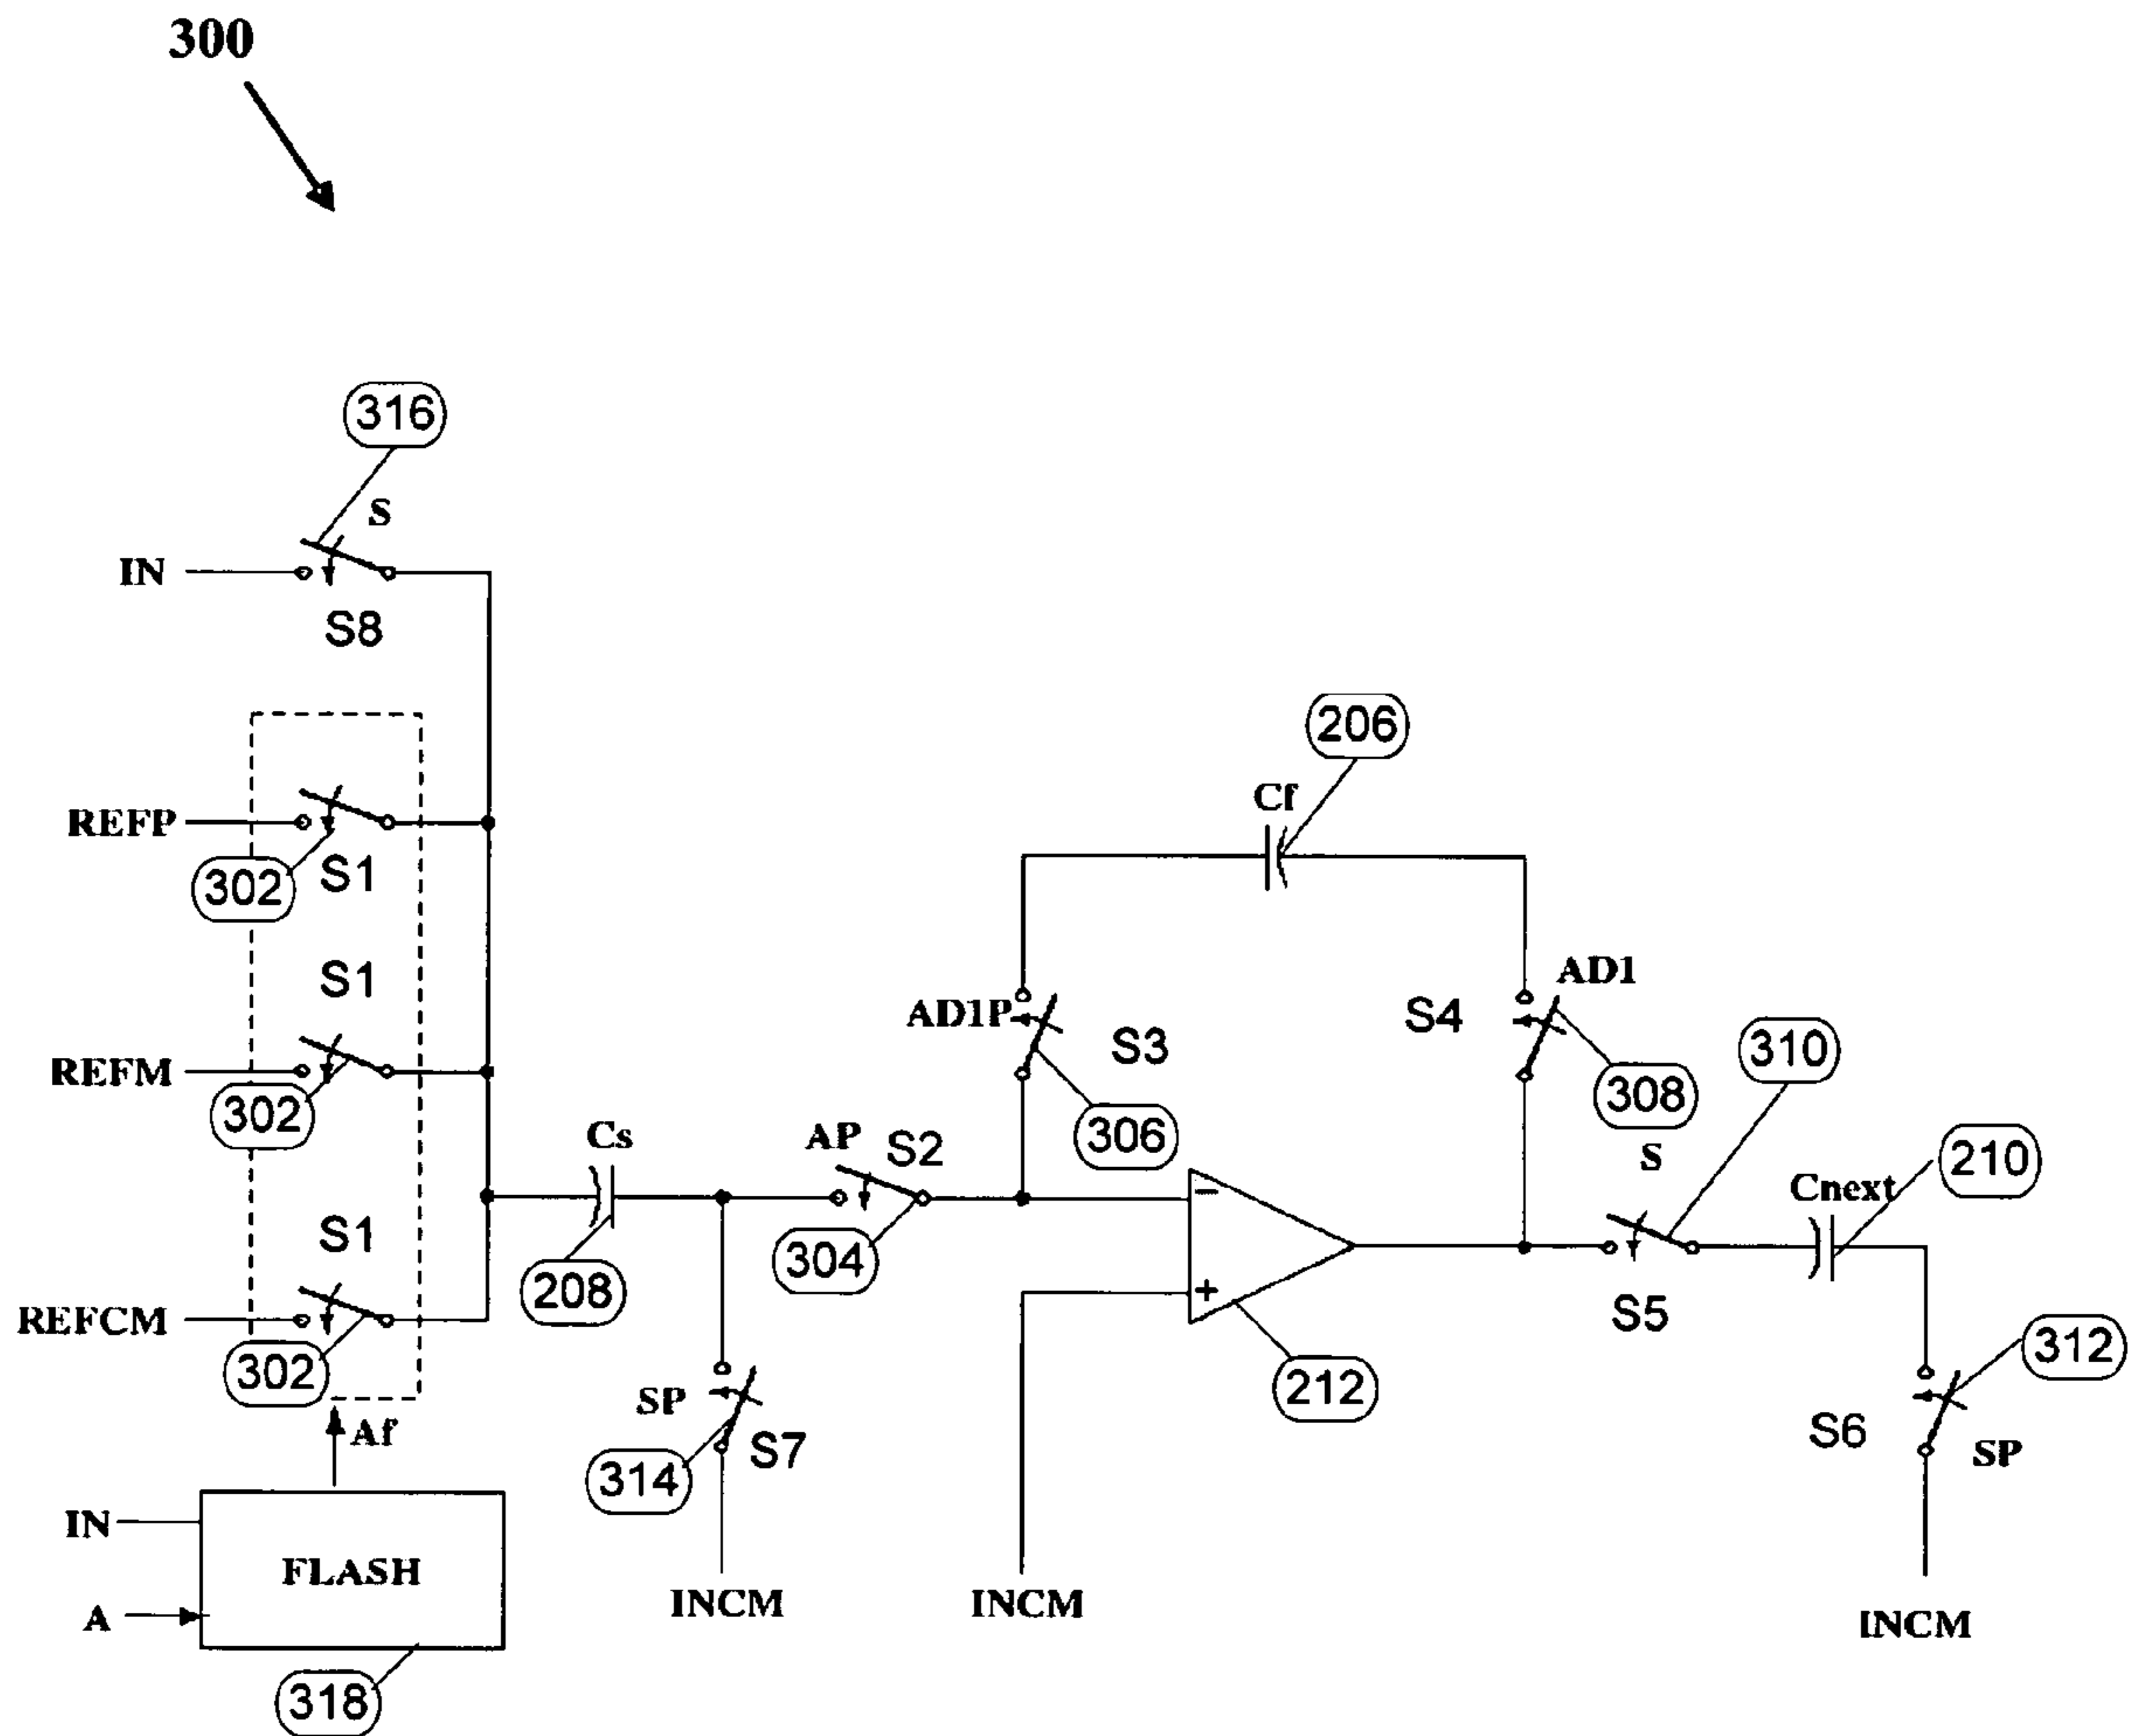 300
316
S
IN
S8
206
Cf
REFP
S1
302
S1
AD1P
S3
S4
AD1
310
REFM
302
306
308
Cs
AP
S2
S
Cnext
210
S1
208
304
REFCM
302
212
S5
312
SP
S7
314
S6
SP
Af
IN
FLASH
A
INCM
INCM
INCM
318